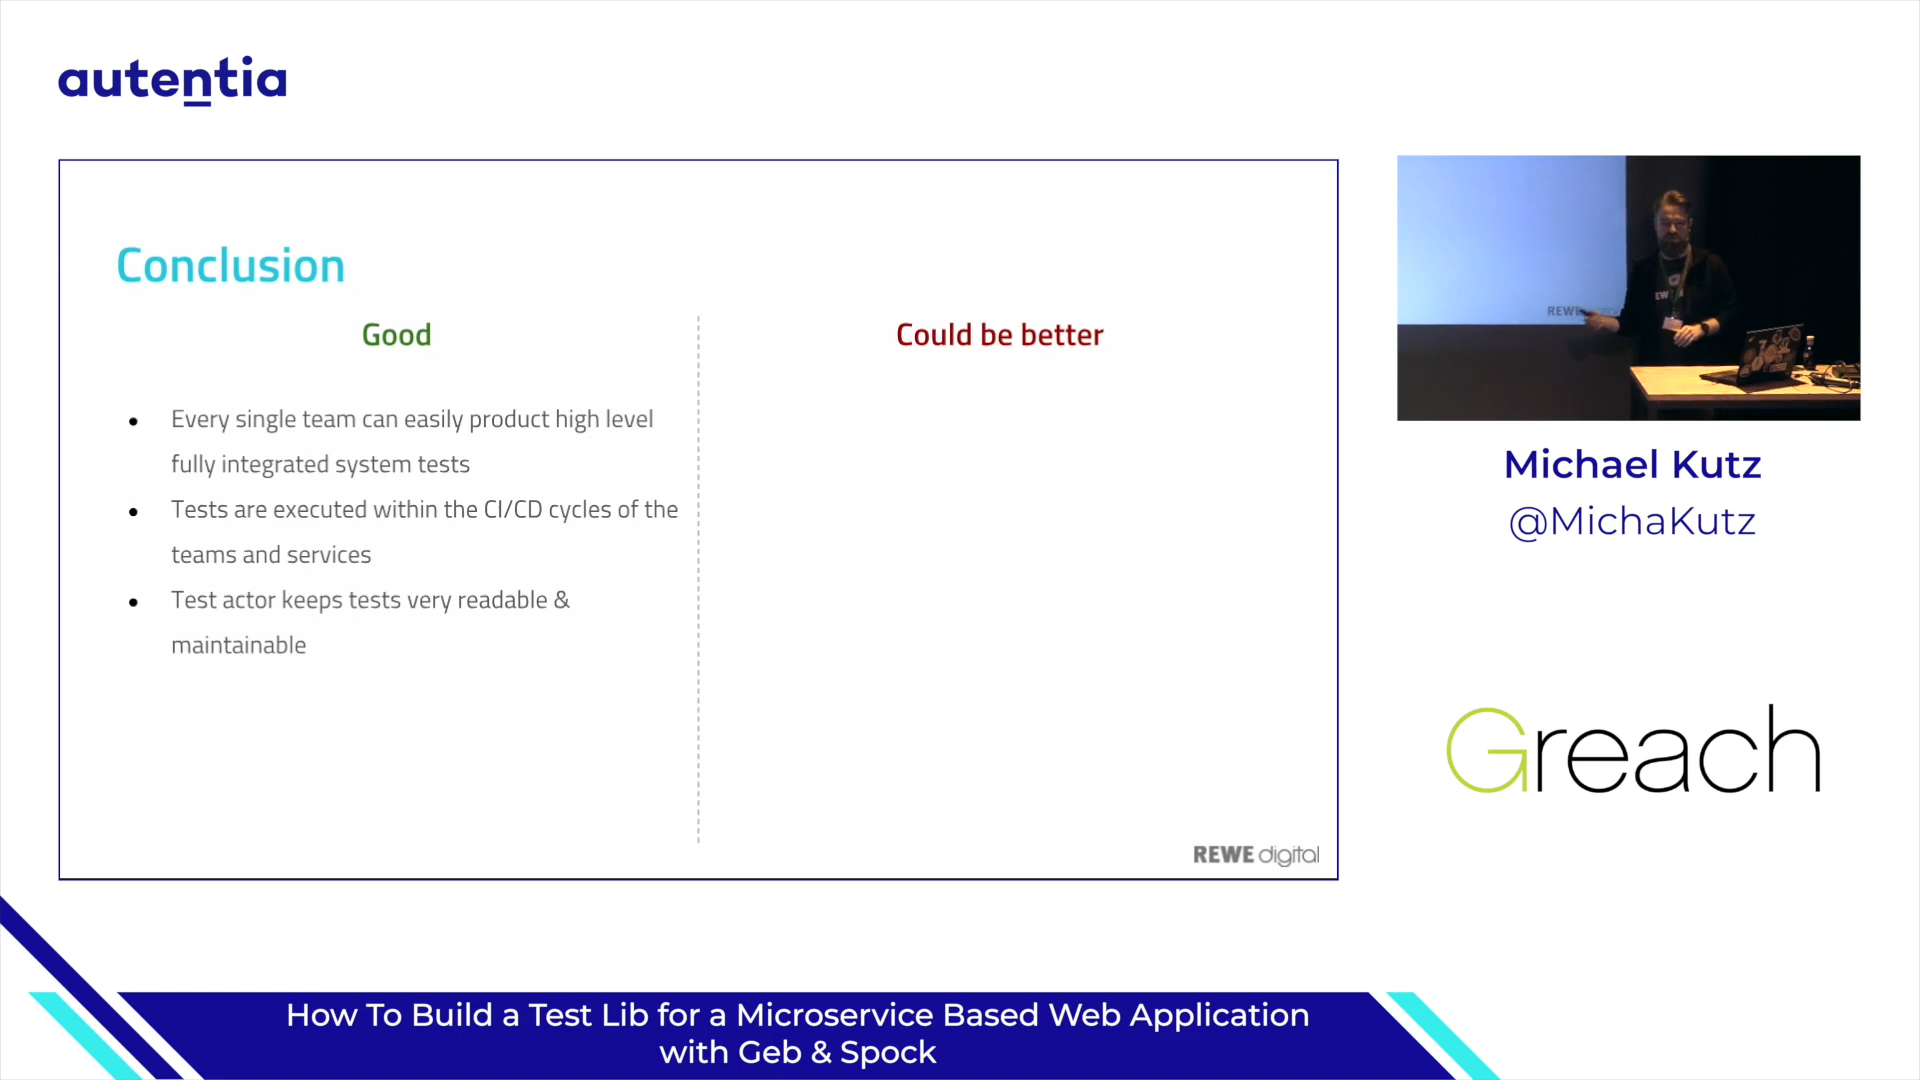 autentia
Conclusion
Good
Every single team can easily product high level
fully integrated system tests
Tests are executed within the CI/CD cycles of the
teams and services
Test actor keeps tests very readable &
maintainable
Could be better
REWE digital
REWE
Michael Kutz
@MichaKutz
Greach
How To Build a Test Lib for a Microservice Based Web Application
with Geb & Spock